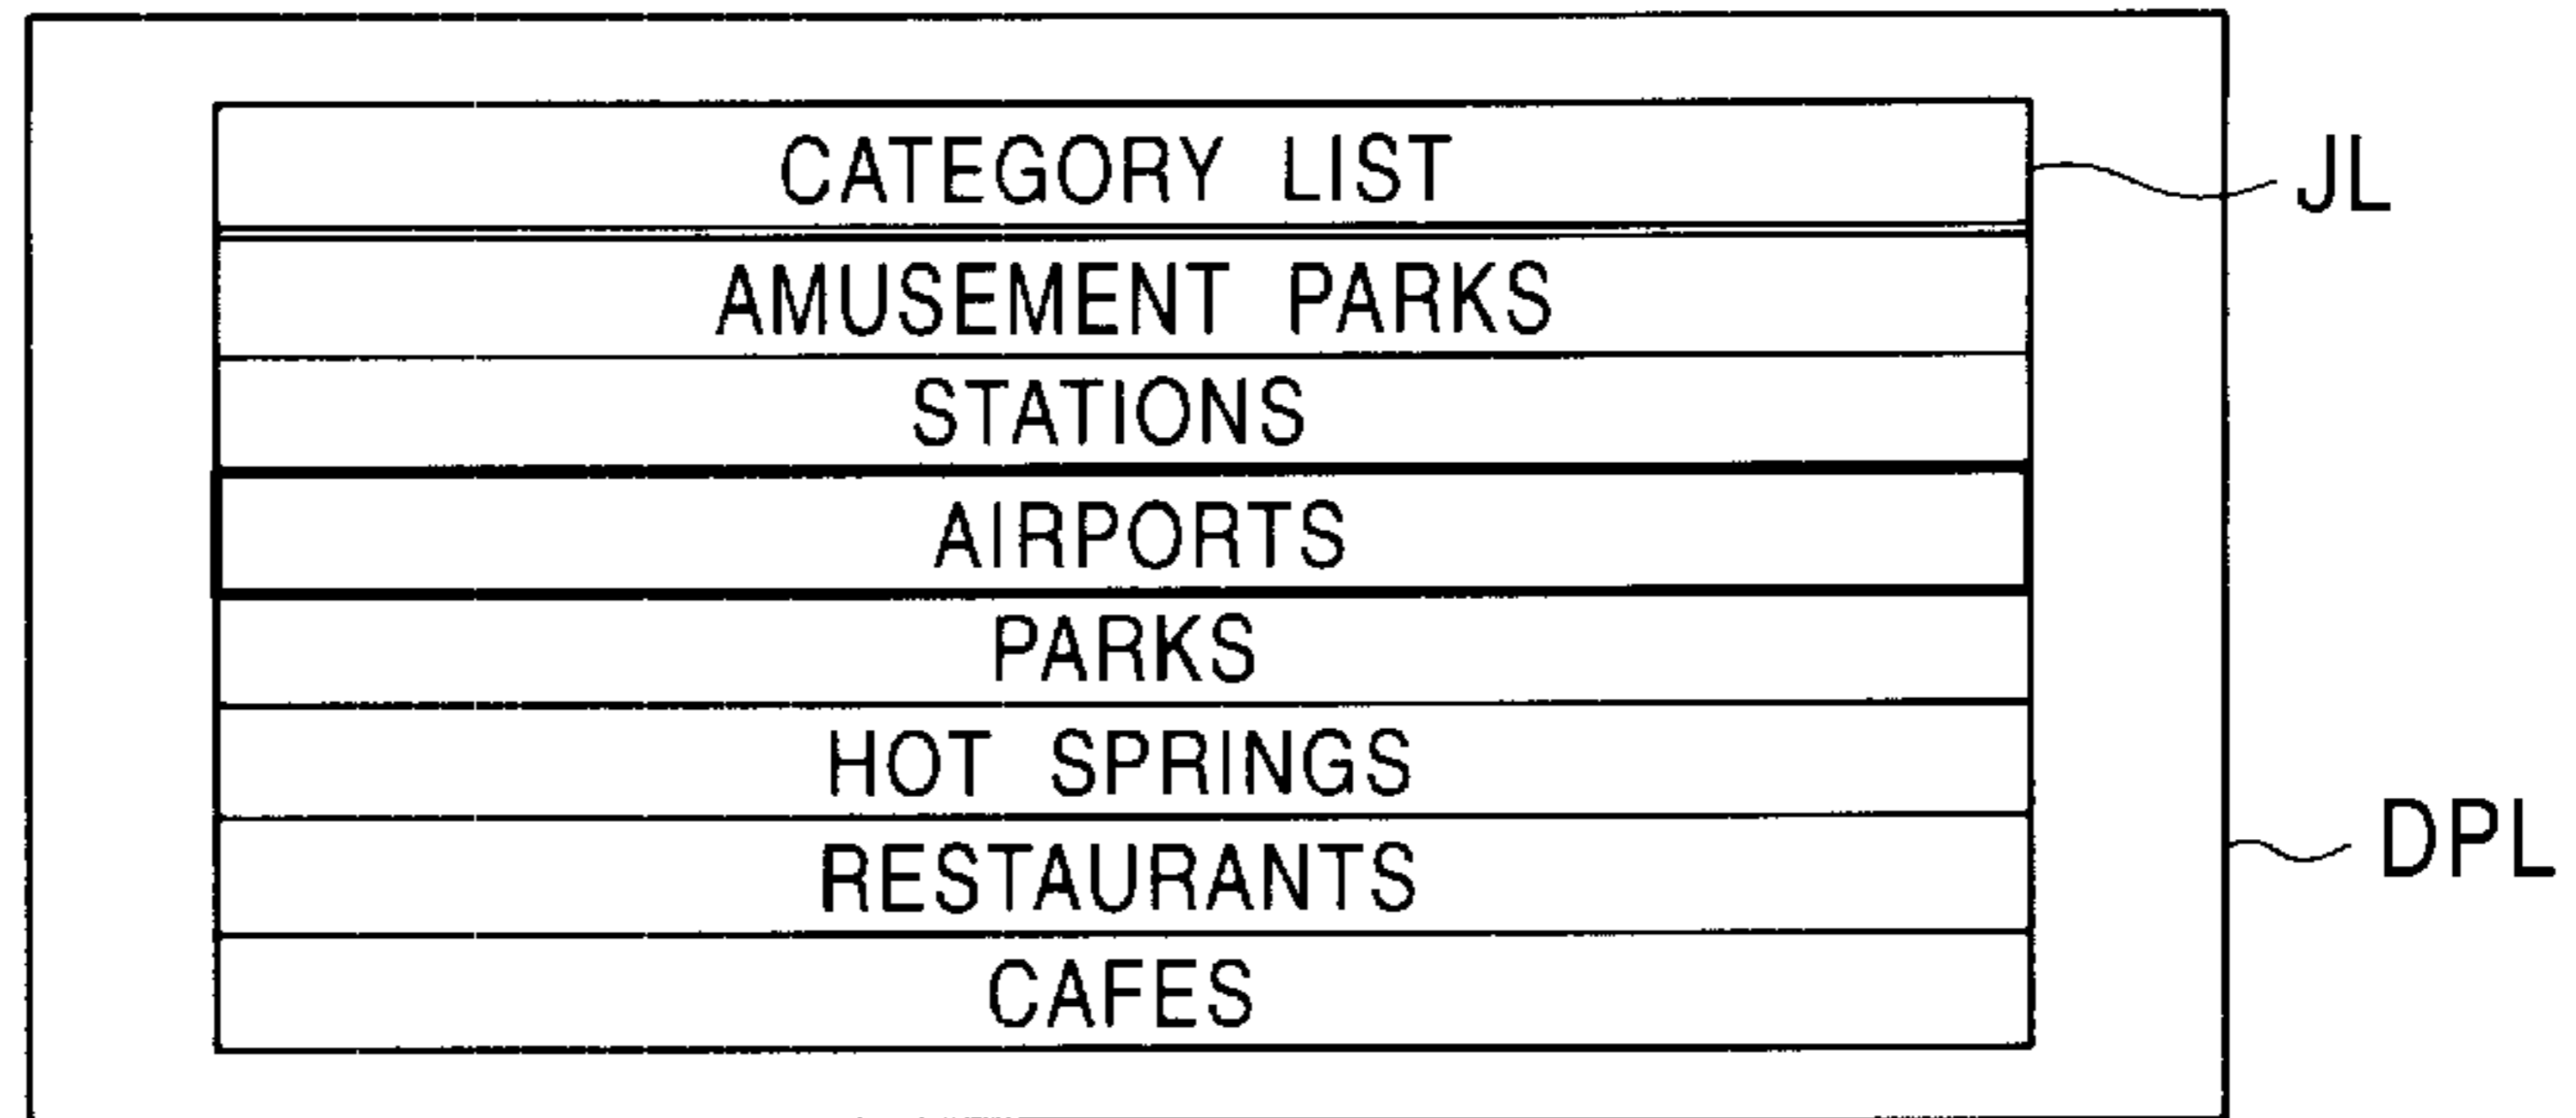 CATEGORY LIST
JL
AMUSEMENT PARKS
STATIONS
AIRPORTS
PARKS
HOT SPRINGS
RESTAURANTS
DPL
CAFES